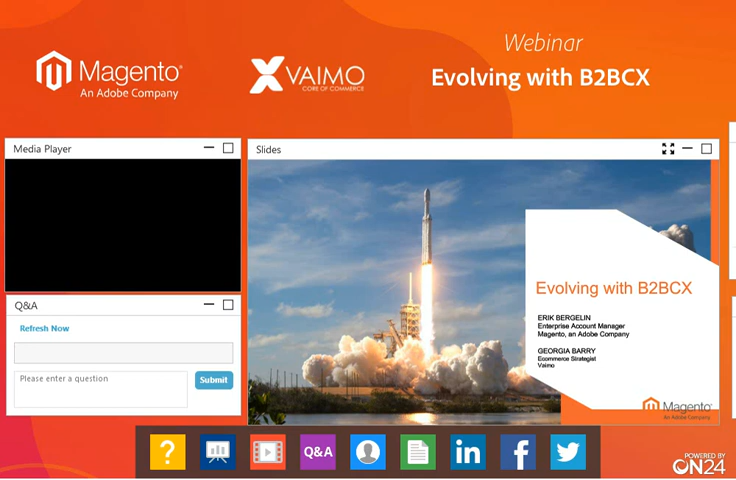 Magento®
An Adobe Company
VAIMO
CORE OF COMMERCE
Webinar
Evolving with B2BCX
Media Player
Slides
Q&A
Refresh Now
Please enter a question
Submit
Evolving with B2BCX
ERIK BERGELIN
Enterprise Account Manager
Magento, an Adobe Company
GEORGIA BARRY
Ecommerce Strategist
Vaimo
Magento
An Adobe Company
?
Q&A
in
f
POWERED BY
ON24